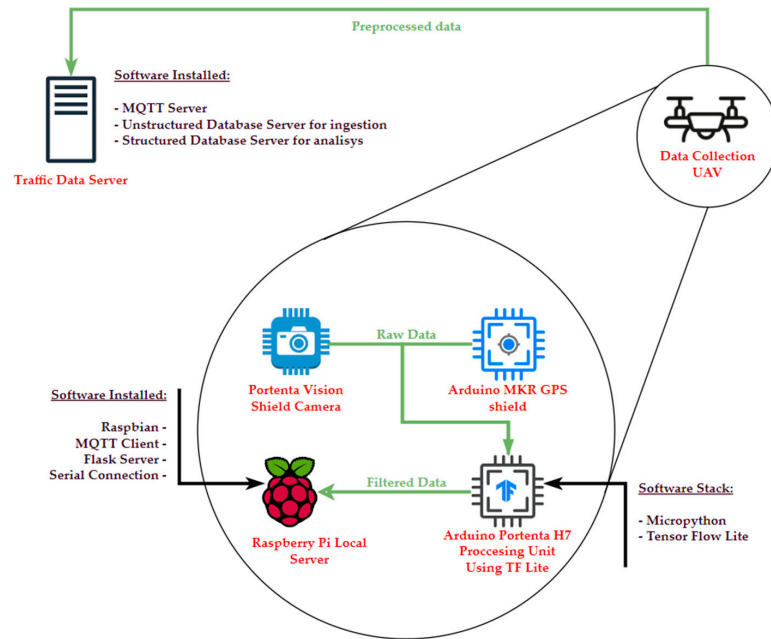 Preprocessed data
Software Installed:
- MQTT Server
- Unstructured Database Server for ingestion
- Structured Database Server for analisys
Traffic Data Server
Data Collection
UAV
Raw Data
Portenta Vision
Shield Camera
Arduino MKR GPS
shield
Software Installed:
Raspbian -
MQTT Client -
Flask Server -
Serial Connection -
Filtered Data
TF
Raspberry Pi Local
Server
Arduino Portenta H7
Proccesing Unit
Using TF Lite
Software Stack:
- Micropython
- Tensor Flow Lite